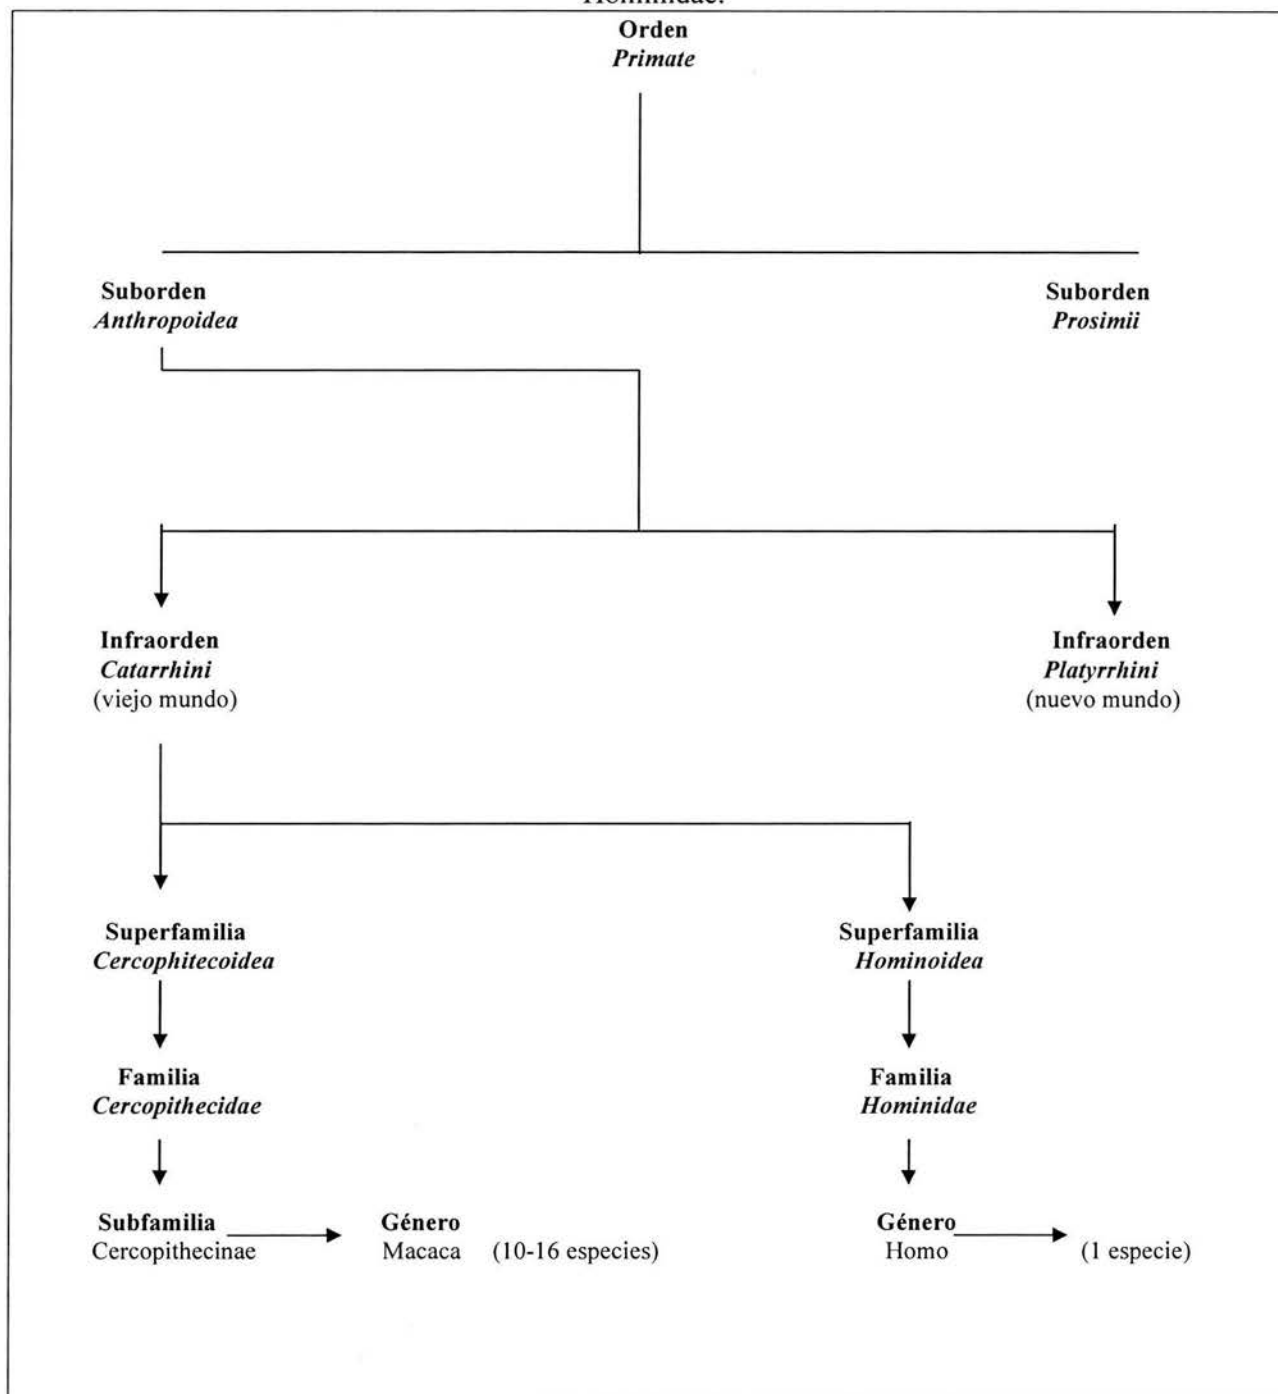 Hominidae.
Orden
Primate
Suborden
Anthropoidea
Suborden
Prosimii
Infraorden
Catarrhini
(viejo mundo)
Infraorden
Platyrrhini
(nuevo mundo)
Superfamilia
Cercophitecoidea
Superfamilia
Hominoidea
Familia
Cercopithecidae
Familia
Hominidae
Subfamilia
Cercopithecinae
Género
Macaca (10-16 especies)
Género
Homo (1 especie)